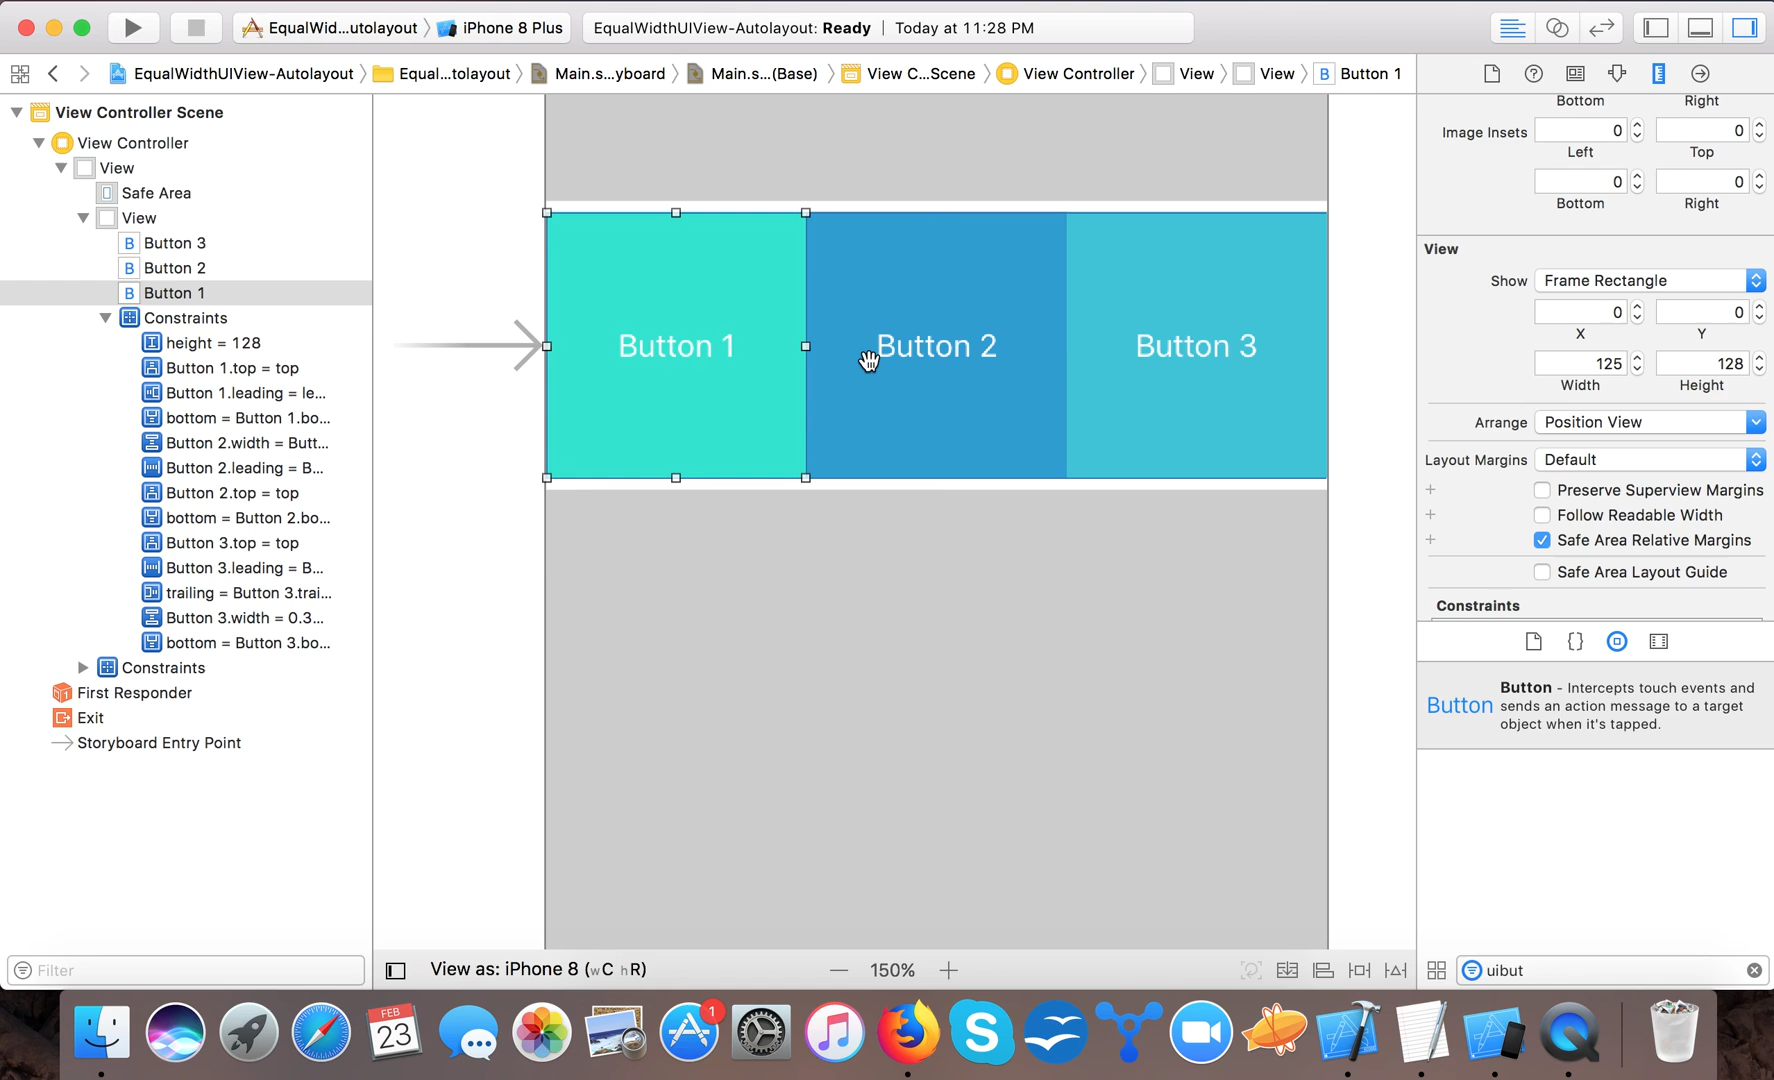 EqualWid...utolayout
iPhone 8 Plus
EqualWidthUIView-Autolayout: Ready | Today at 11:28 PM
EqualWidthUIView-Autolayout
Equal...tolayout
Main.s...yboard
Main.s...(Base)
View C...Scene
View Controller
View
View
B Button 1
View Controller Scene
View Controller
View
Safe Area
View
B Button 3
B Button 2
B Button 1
Constraints
height = 128
Button 1.top = top
Button 1.leading = le...
bottom = Button 1.bo...
Button 2.width = Butt...
Button 2.leading = B...
Button 2.top = top
bottom = Button 2.bo...
Button 3.top = top
Button 3.leading = B...
trailing = Button 3.trai...
Button 3.width = 0.3...
bottom = Button 3.bo...
Constraints
First Responder
Exit
Storyboard Entry Point
Filter
Button 1
Button 2
Button 3
View as: iPhone 8 (wC hR)
150%
Bottom Right
Image Insets 0 0
Left Top
0 0
Bottom Right
View
Show Frame Rectangle
0 0
X Y
125 128
Width Height
Arrange Position View
Layout Margins Default
Preserve Superview Margins
Follow Readable Width
Safe Area Relative Margins
Safe Area Layout Guide
Constraints
{}
Button
Button - Intercepts touch events and
sends an action message to a target
object when it's tapped.
uibut
FEB
23
1
S